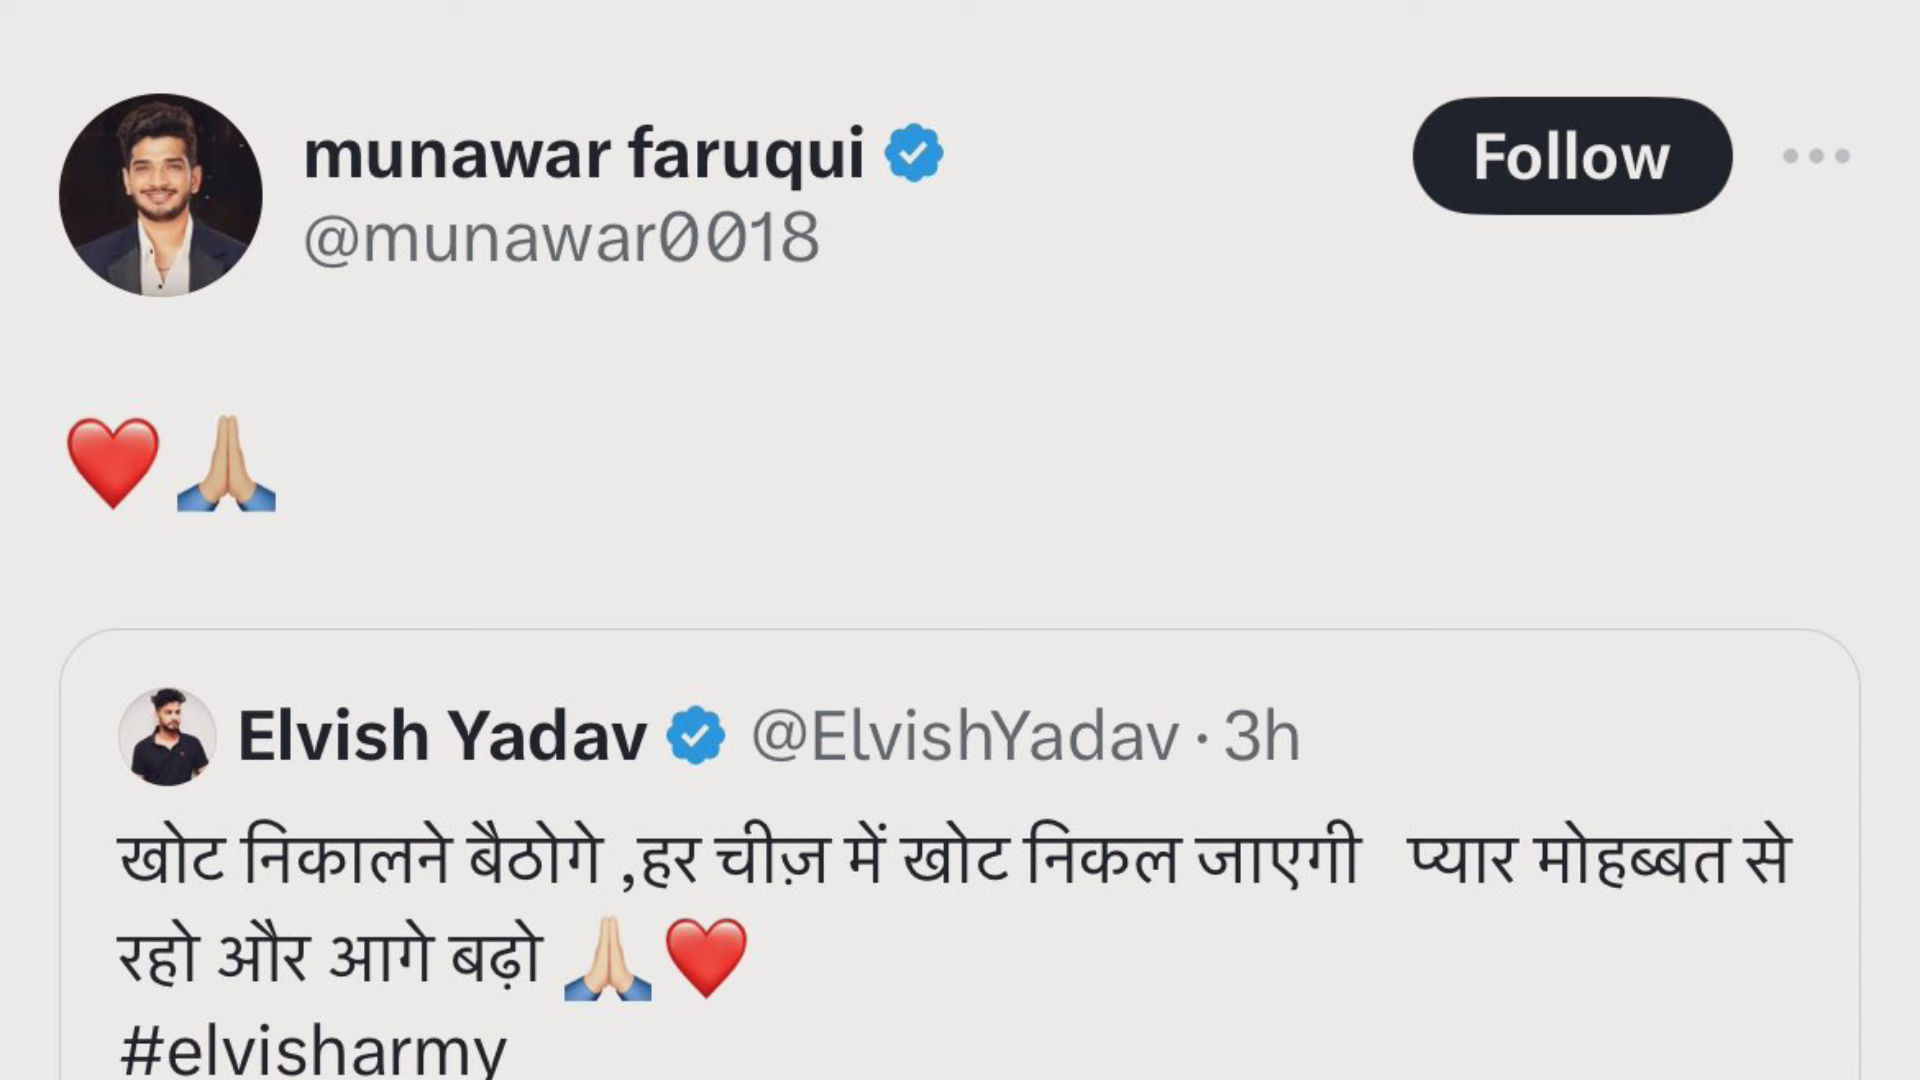 munawar faruqui
Follow
@munawar0018
❤️🙏🏼
Elvish Yadav @ElvishYadav · 3h
खोट निकालने बैठोगे ,हर चीज़ में खोट निकल जाएगी प्यार मोहब्बत से
रहो और आगे बढ़ो 🙏🏼❤️
#elvisharmy